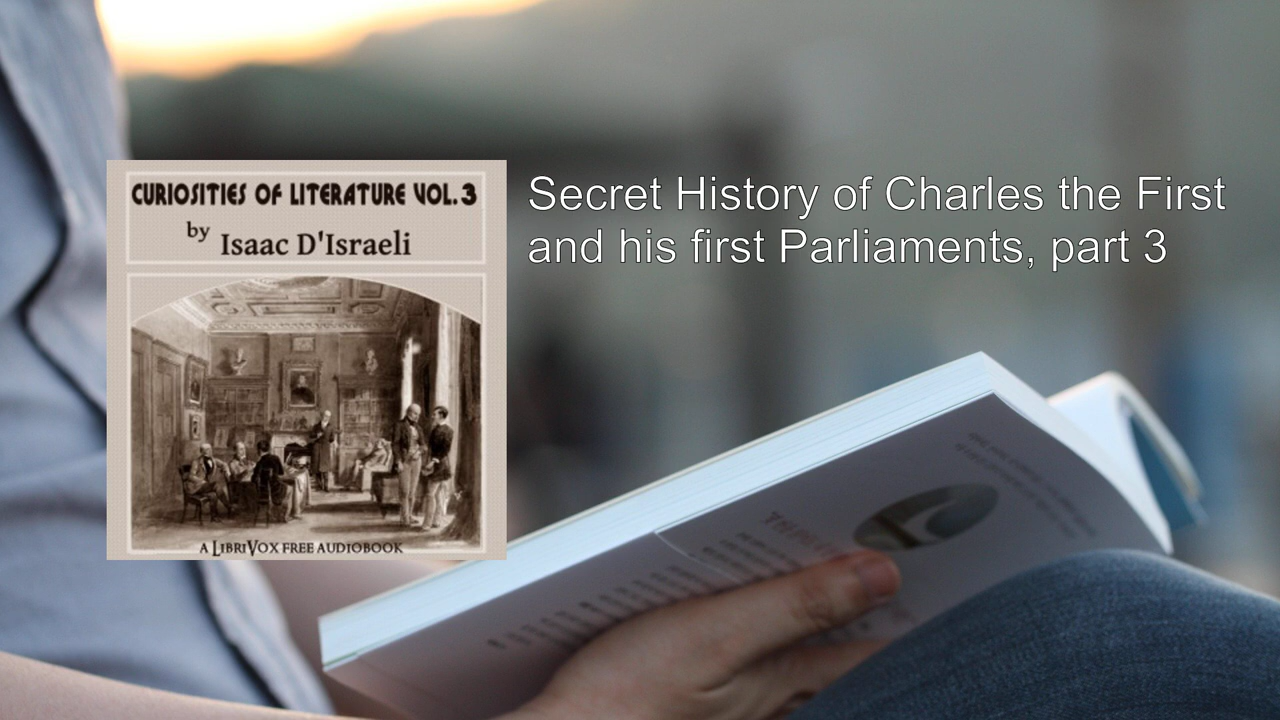 CURIOSITIES OF LITERATURE VOL.3
by Isaac D'Israeli
A LIBRIVOX FREE AUDIOBOOK
Secret History of Charles the First
and his first Parliaments, part 3